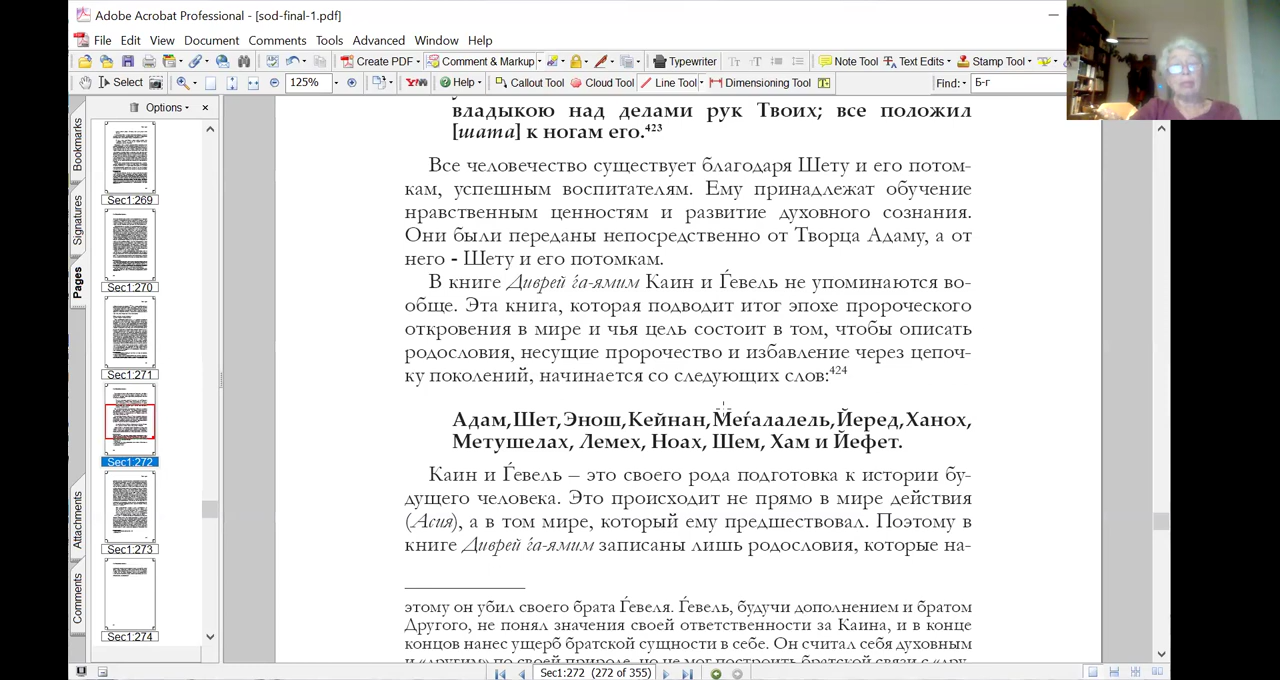 Adobe Acrobat Professional - [sod-final-1.pdf]
File Edit View Document Comments Tools Advanced Window Help
Create PDF Comment & Markup Typewriter Note Tool Text Edits Stamp Tool
Select 125% Help Callout Tool Cloud Tool Line Tool Dimensioning Tool Find: Б-г
Options
Bookmarks
Signatures
Pages
Attachments
Comments
Sec1:269
Sec1:270
Sec1:271
Sec1:272
Sec1:273
Sec1:274
владыкою над делами рук Твоих; все положил
[шата] к ногам его.423
Все человечество существует благодаря Шету и его потом-
кам, успешным воспитателям. Ему принадлежат обучение
нравственным ценностям и развитие духовного сознания.
Они были переданы непосредственно от Творца Адаму, а от
него - Шету и его потомкам.
В книге Диврей ѓа-ямим Каин и Ѓевель не упоминаются во-
обще. Эта книга, которая подводит итог эпохе пророческого
откровения в мире и чья цель состоит в том, чтобы описать
родословия, несущие пророчество и избавление через цепоч-
ку поколений, начинается со следующих слов:424
Адам, Шет, Энош, Кейнан, Меѓалалель, Йеред, Ханох,
Метушелах, Лемех, Ноах, Шем, Хам и Йефет.
Каин и Ѓевель – это своего рода подготовка к истории бу-
дущего человека. Это происходит не прямо в мире действия
(Асия), а в том мире, который ему предшествовал. Поэтому в
книге Диврей ѓа-ямим записаны лишь родословия, которые на-
этому он убил своего брата Ѓевеля. Ѓевель, будучи дополнением и братом
Другого, не понял значения своей ответственности за Каина, и в конце
концов нанес ущерб братской сущности в себе. Он считал себя духовным
и «другим» по своей природе, но не мог построить братской связи с «дру-
Sec1:272 (272 of 355)